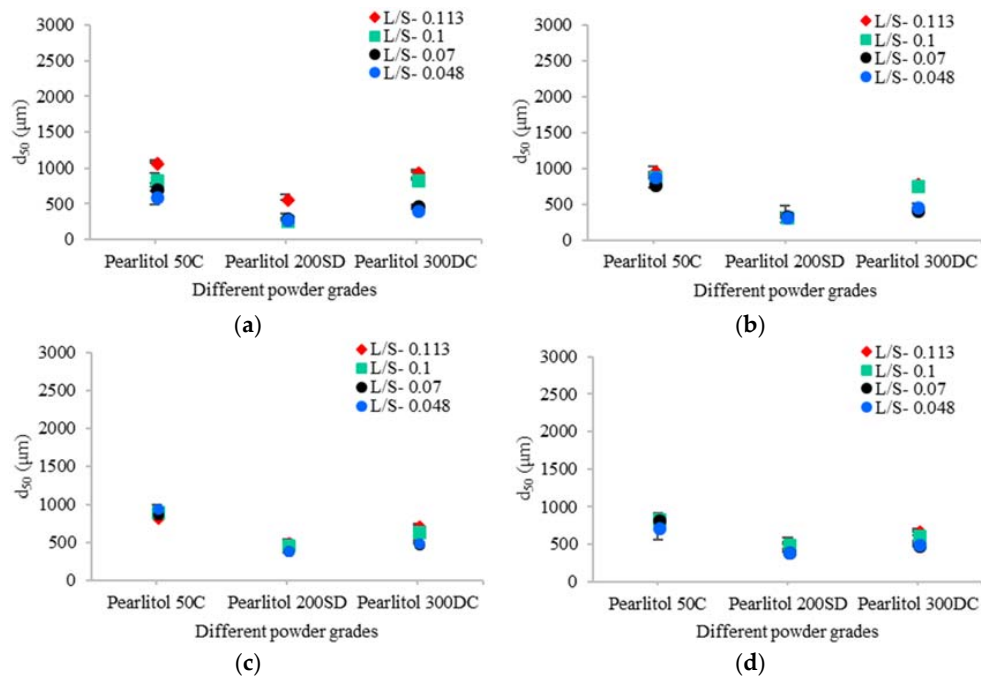 3000
2500
2000
1500
1000
500
0
d50 (μm)
L/S- 0.113
L/S- 0.1
L/S- 0.07
L/S- 0.048
Pearlitol 50C Pearlitol 200SD Pearlitol 300DC
Different powder grades
(a)
3000
2500
2000
1500
1000
500
0
d50 (μm)
L/S- 0.113
L/S- 0.1
L/S- 0.07
L/S- 0.048
Pearlitol 50C Pearlitol 200SD Pearlitol 300DC
Different powder grades
(b)
3000
2500
2000
1500
1000
500
0
d50 (μm)
L/S- 0.113
L/S- 0.1
L/S- 0.07
L/S- 0.048
Pearlitol 50C Pearlitol 200SD Pearlitol 300DC
Different powder grades
(c)
3000
2500
2000
1500
1000
500
0
d50 (μm)
L/S- 0.113
L/S- 0.1
L/S- 0.07
L/S- 0.048
Pearlitol 50C Pearlitol 200SD Pearlitol 300DC
Different powder grades
(d)